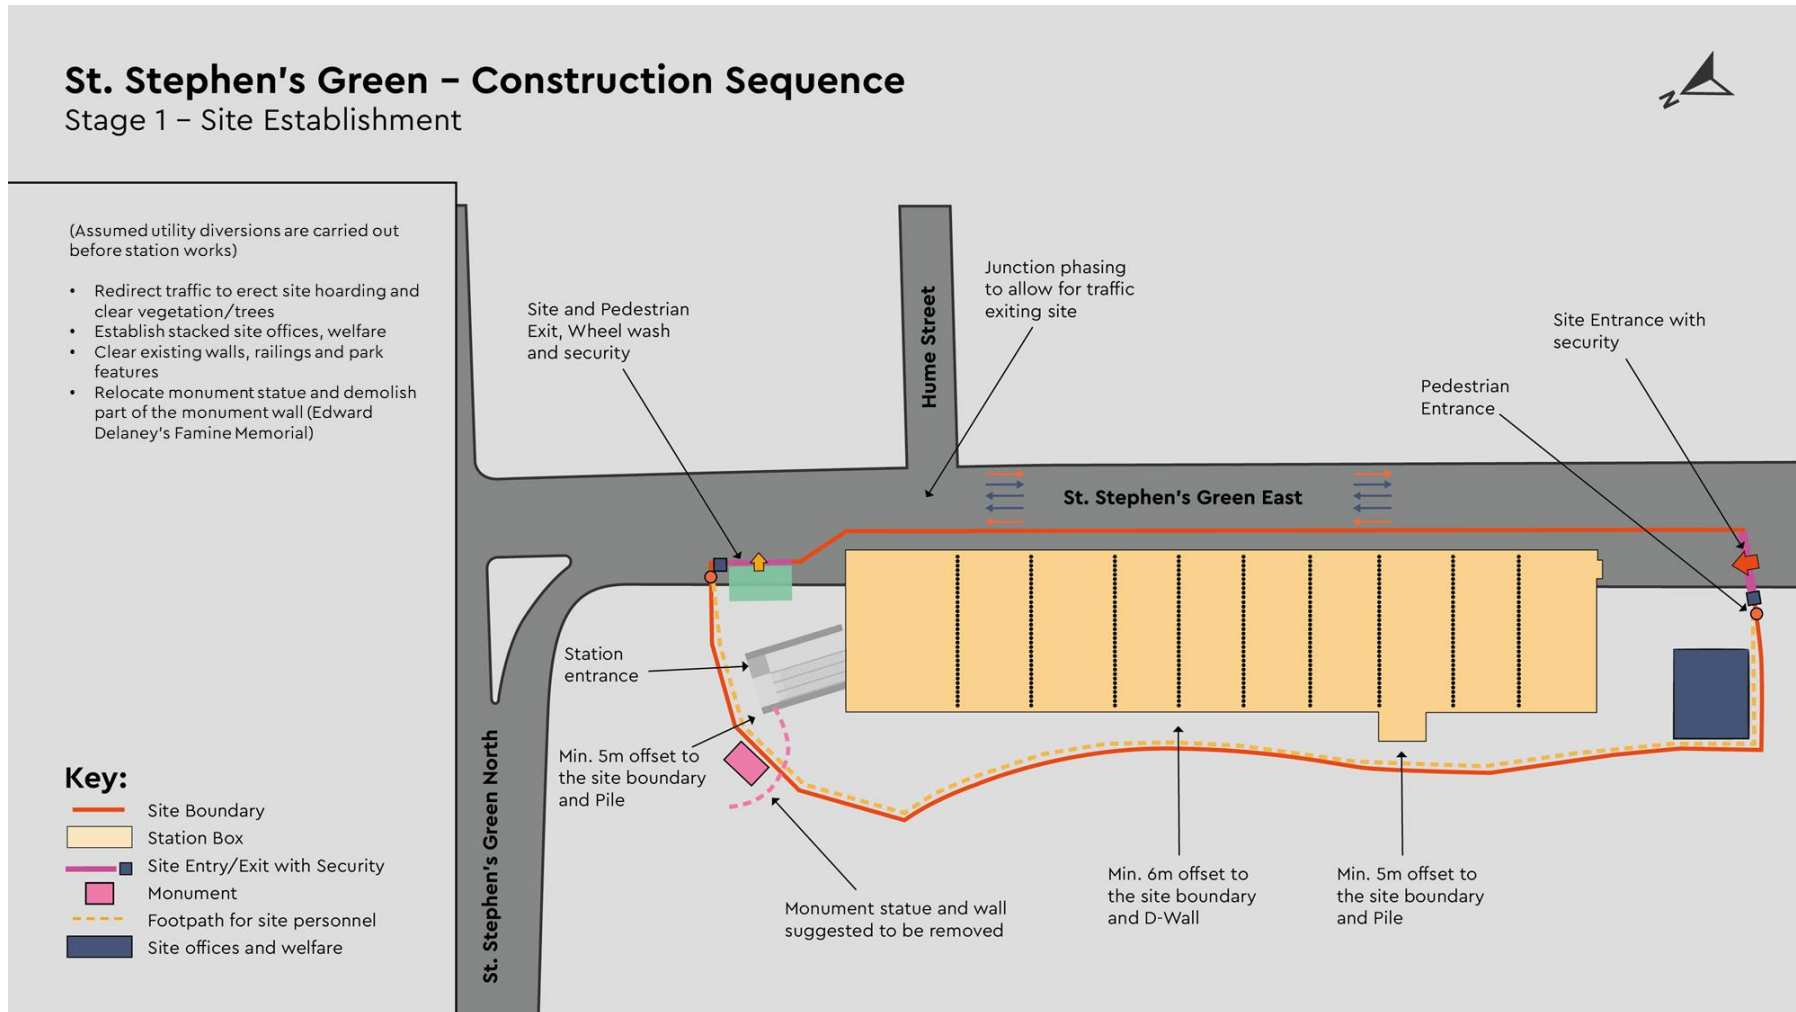 St. Stephen's Green – Construction Sequence
Stage 1 – Site Establishment
N
(Assumed utility diversions are carried out
before station works)
• Redirect traffic to erect site hoarding and
clear vegetation/trees
• Establish stacked site offices, welfare
• Clear existing walls, railings and park
features
• Relocate monument statue and demolish
part of the monument wall (Edward
Delaney's Famine Memorial)
Site and Pedestrian
Exit, Wheel wash
and security
Hume Street
Junction phasing
to allow for traffic
exiting site
Site Entrance with
security
Pedestrian
Entrance
St. Stephen's Green East
Station
entrance
Min. 5m offset to
the site boundary
and Pile
St. Stephen's Green North
Monument statue and wall
suggested to be removed
Min. 6m offset to
the site boundary
and D-Wall
Min. 5m offset to
the site boundary
and Pile
Key:
Site Boundary
Station Box
Site Entry/Exit with Security
Monument
Footpath for site personnel
Site offices and welfare